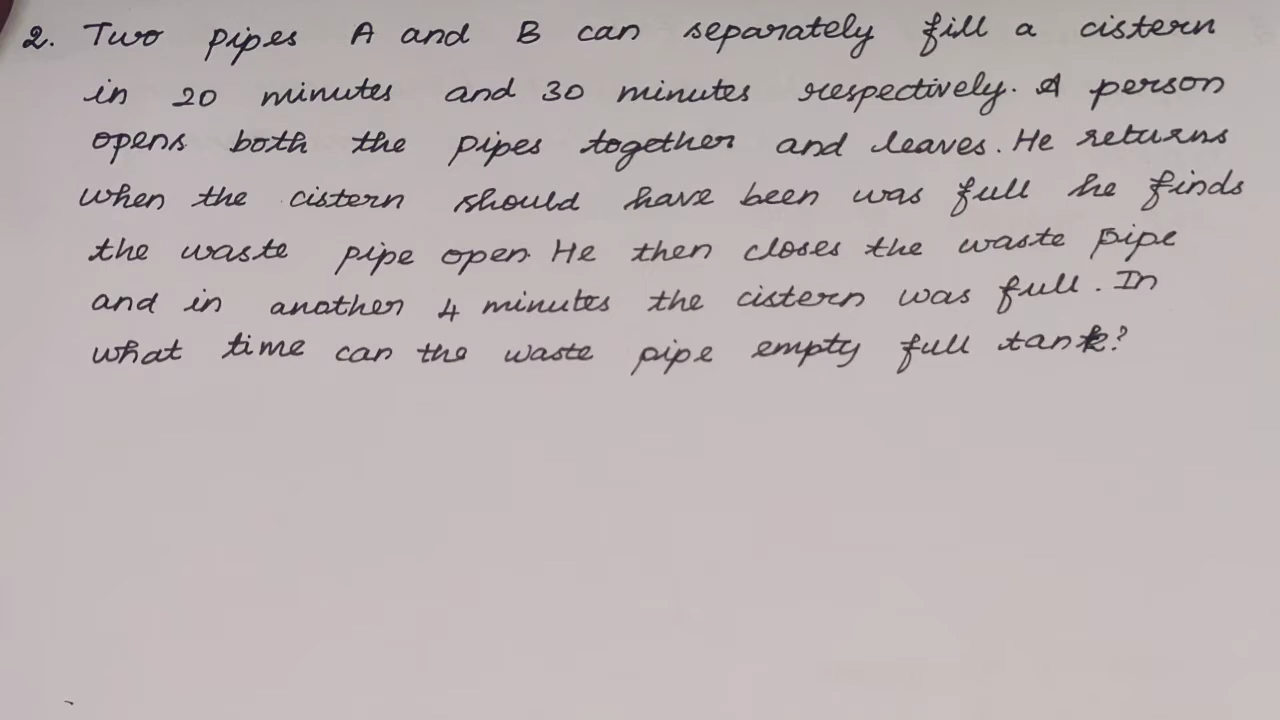 2. Two pipes A and B can separately fill a cistern
in 20 minutes and 30 minutes respectively. A person
opens both the pipes together and leaves. He returns
when the cistern should have been was full he finds
the waste pipe open. He then closes the waste pipe
and in another 4 minutes the cistern was full. In
what time can the waste pipe empty full tank?